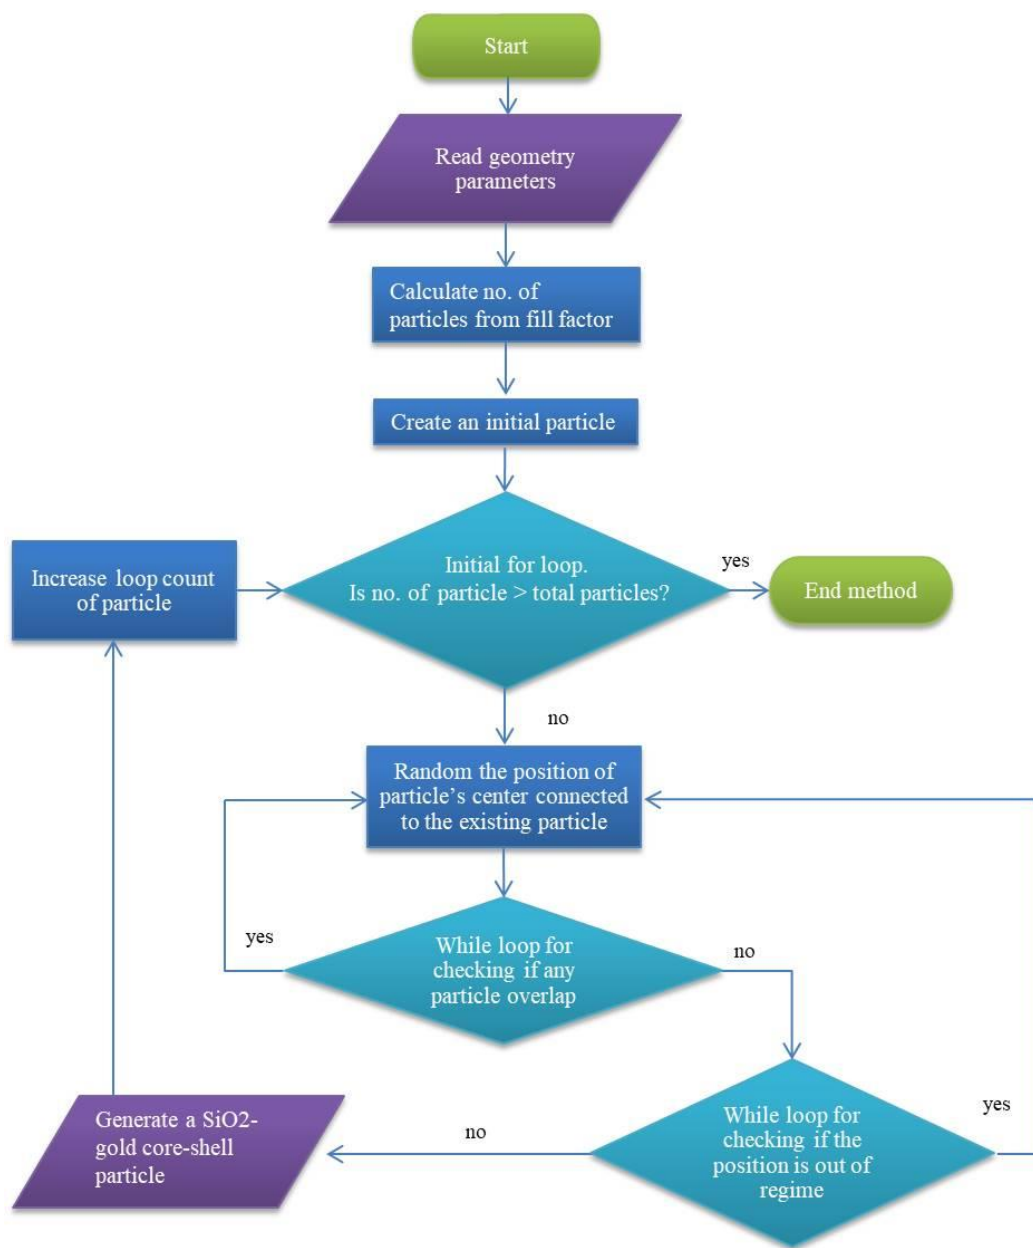 Start
Read geometry
parameters
Calculate no. of
particles from fill factor
Create an initial particle
Initial for loop.
Is no. of particle > total particles?
yes
End method
Increase loop count
of particle
no
Random the position of
particle’s center connected
to the existing particle
yes
While loop for
checking if any
particle overlap
no
While loop for
checking if the
position is out of
regime
yes
no
Generate a SiO2-
gold core-shell
particle